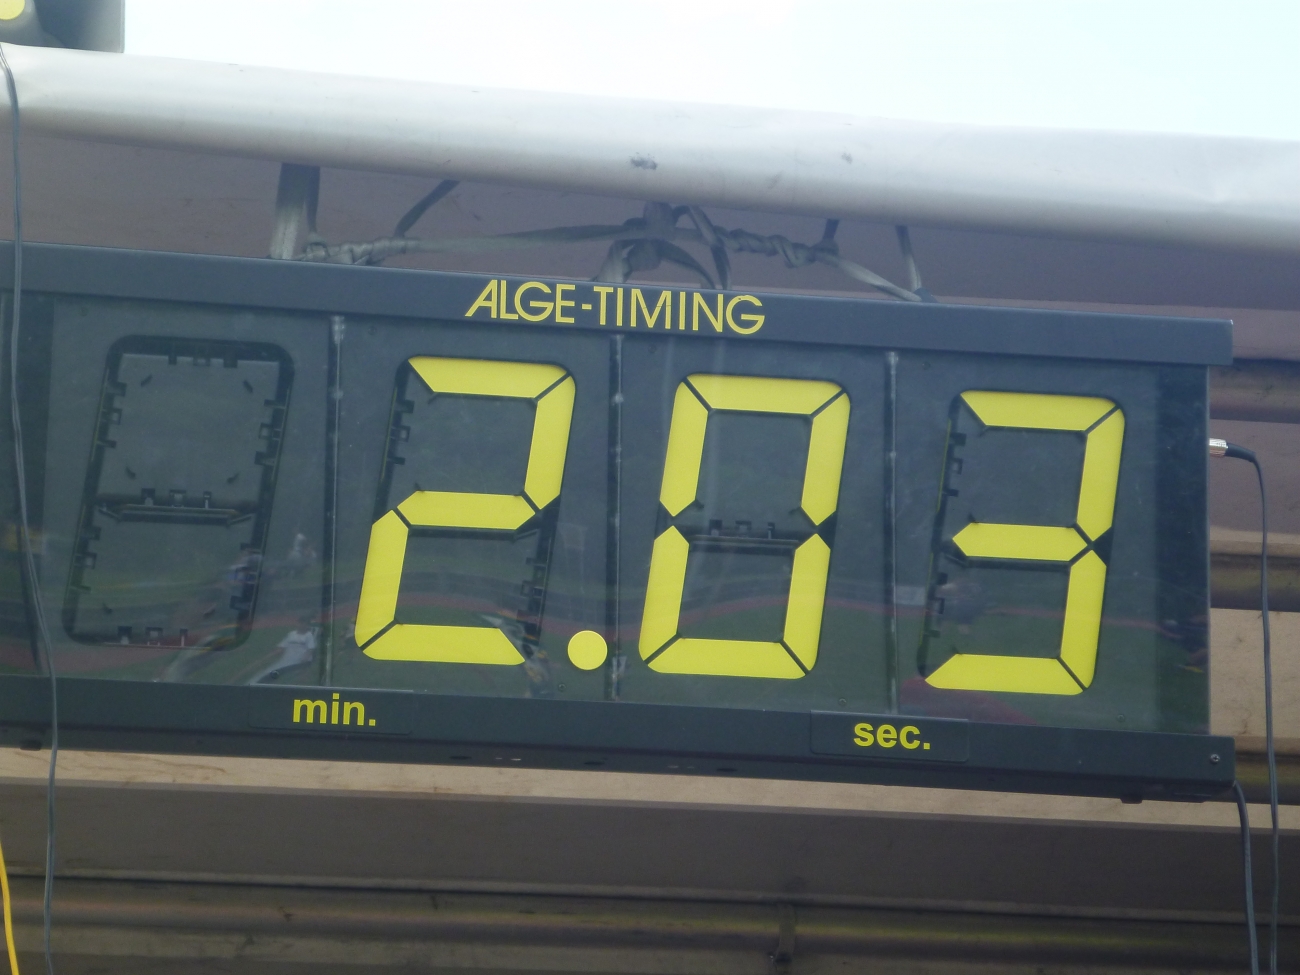 ALGE-TIMING
2.03
min. sec.